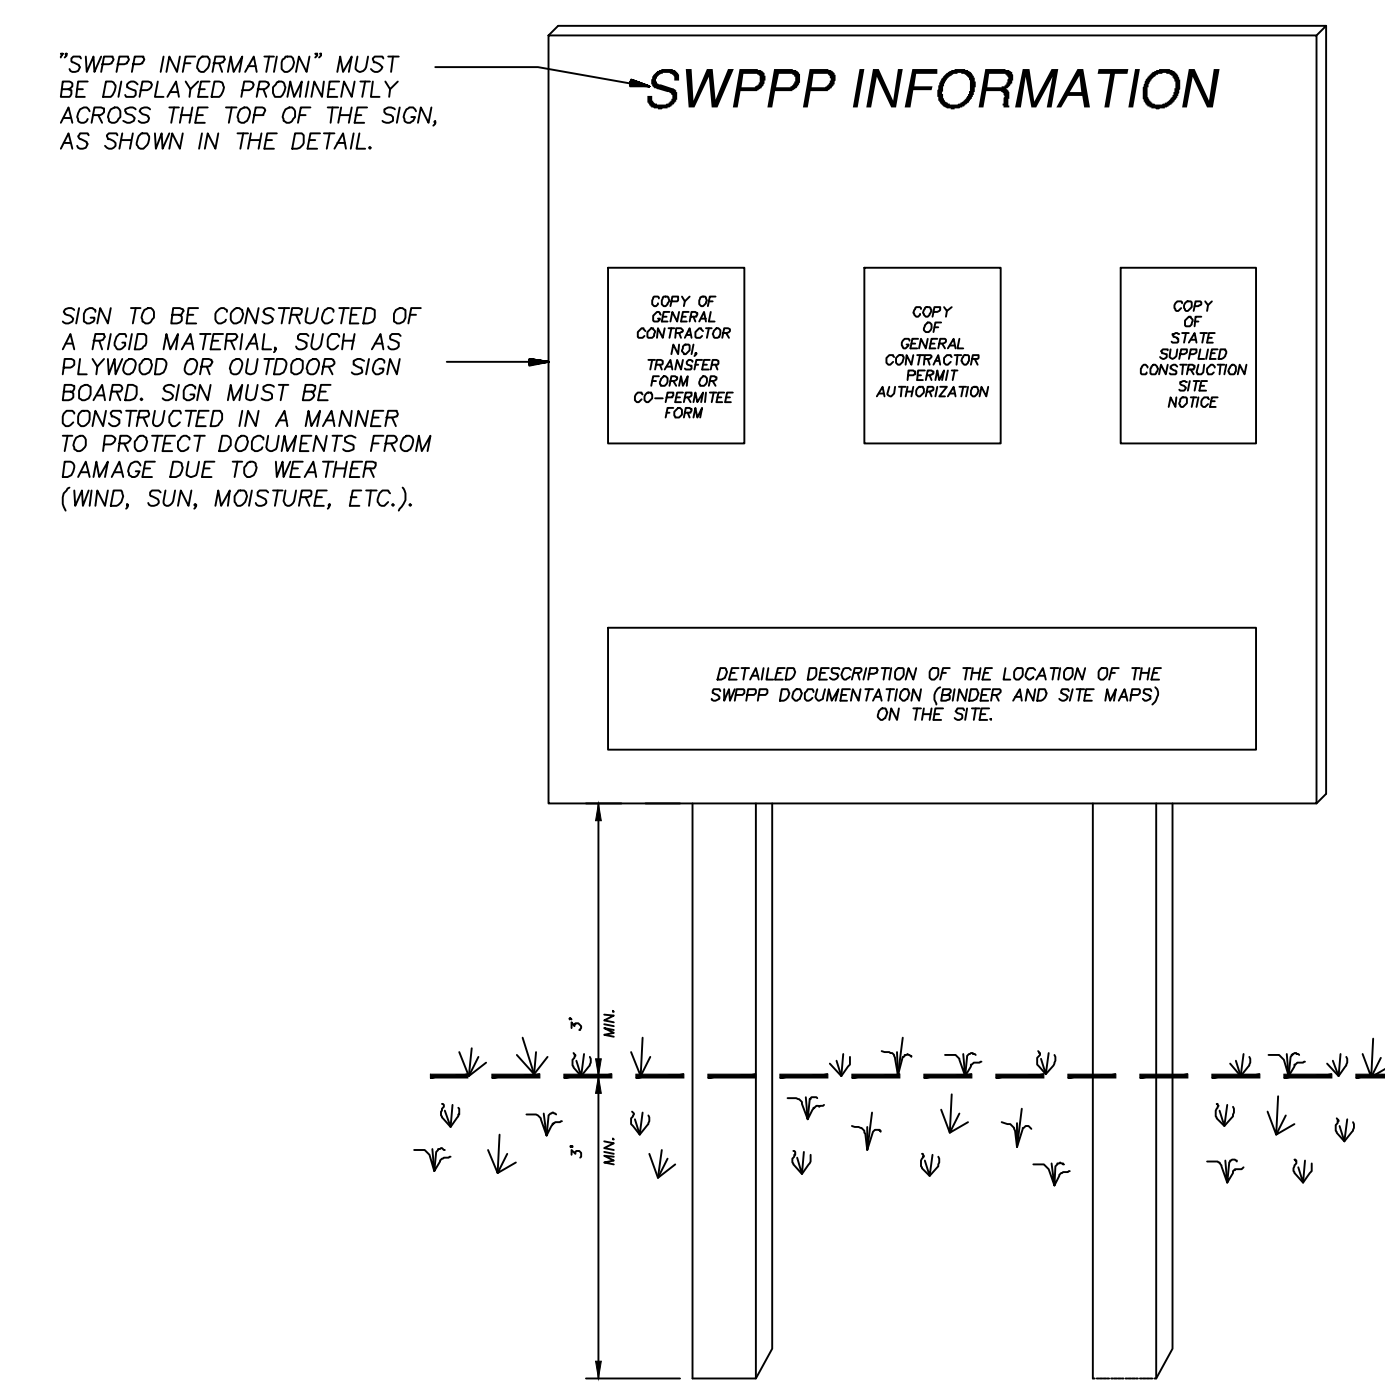 "SWPPP INFORMATION" MUST
BE DISPLAYED PROMINENTLY
ACROSS THE TOP OF THE SIGN,
AS SHOWN IN THE DETAIL.
SWPPP INFORMATION
SIGN TO BE CONSTRUCTED OF
A RIGID MATERIAL, SUCH AS
PLYWOOD OR OUTDOOR SIGN
BOARD. SIGN MUST BE
CONSTRUCTED IN A MANNER
TO PROTECT DOCUMENTS FROM
DAMAGE DUE TO WEATHER
(WIND, SUN, MOISTURE, ETC.).
COPY OF
GENERAL
CONTRACTOR
NOI,
TRANSFER
FORM OR
CO-PERMITEE
FORM
COPY
OF
GENERAL
CONTRACTOR
PERMIT
AUTHORIZATION
COPY
OF
STATE
SUPPLIED
CONSTRUCTION
SITE
NOTICE
DETAILED DESCRIPTION OF THE LOCATION OF THE
SWPPP DOCUMENTATION (BINDER AND SITE MAPS)
ON THE SITE.
3'
MIN.
3'
MIN.